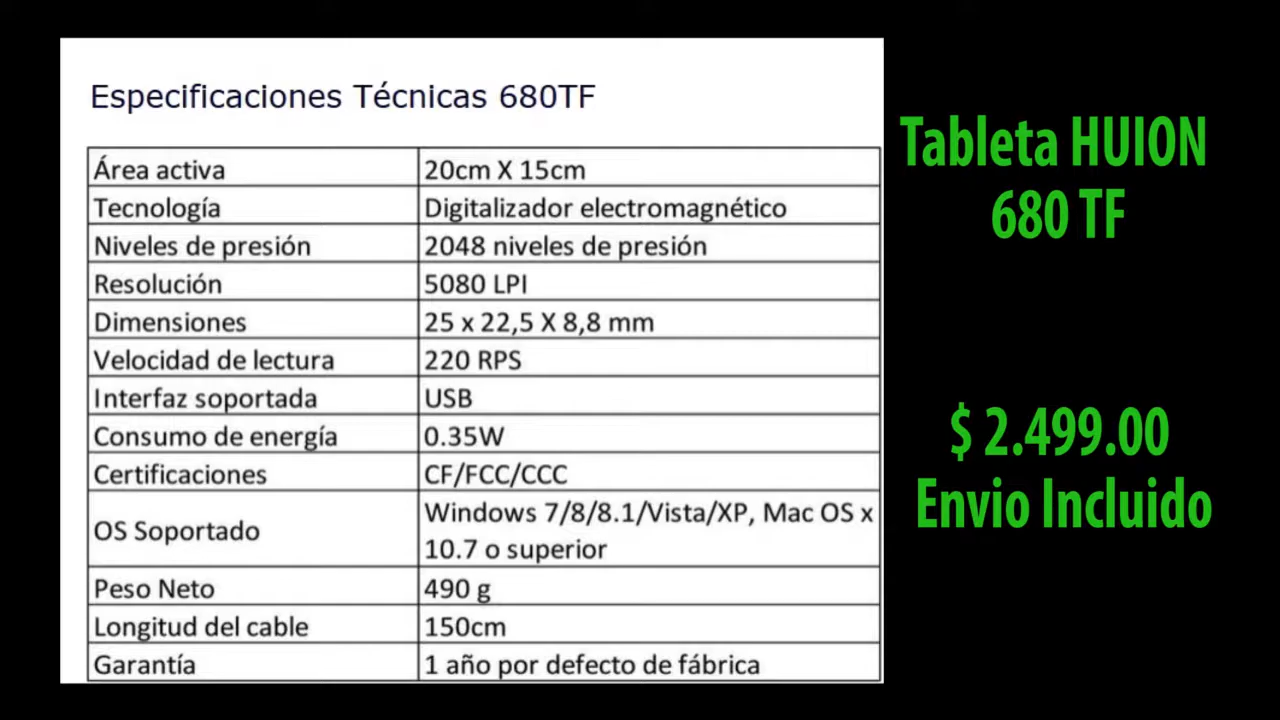 Especificaciones Técnicas 680TF
Área activa 20cm X 15cm
Tecnología Digitalizador electromagnético
Niveles de presión 2048 niveles de presión
Resolución 5080 LPI
Dimensiones 25 x 22,5 X 8,8 mm
Velocidad de lectura 220 RPS
Interfaz soportada USB
Consumo de energía 0.35W
Certificaciones CF/FCC/CCC
OS Soportado Windows 7/8/8.1/Vista/XP, Mac OS x
10.7 o superior
Peso Neto 490 g
Longitud del cable 150cm
Garantía 1 año por defecto de fábrica
Tableta HUION
680 TF
$ 2.499.00
Envio Incluido